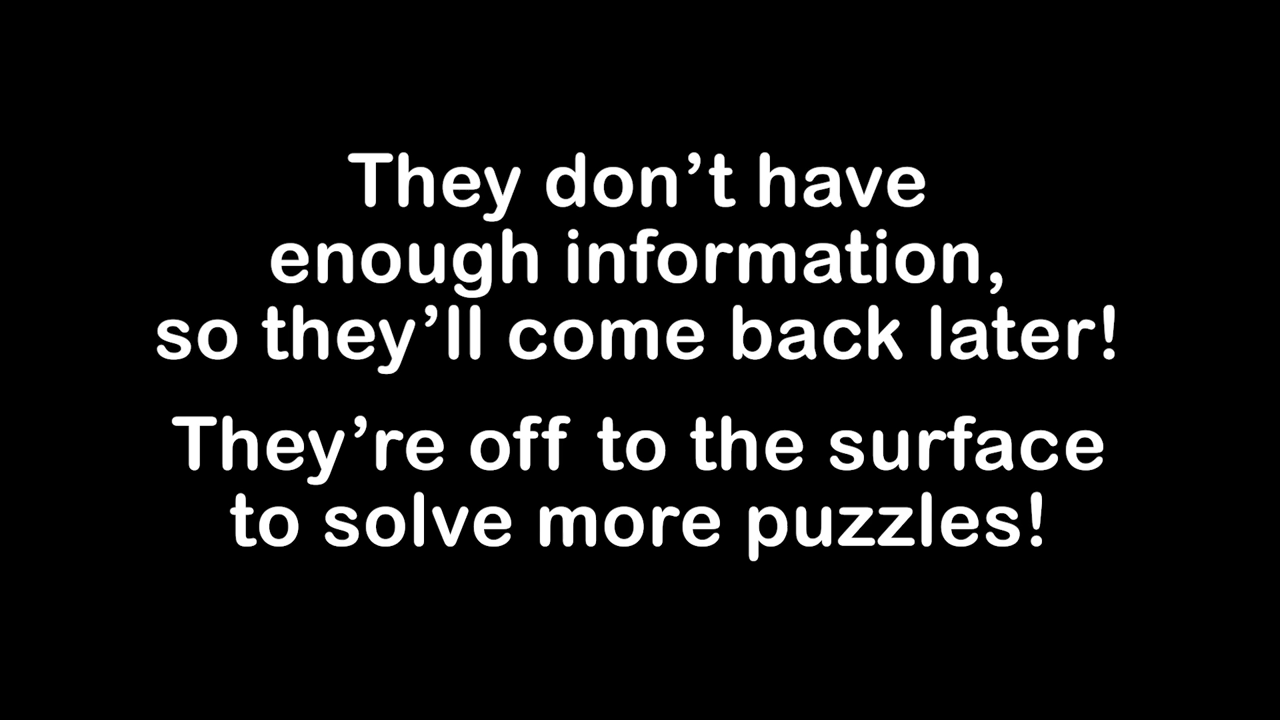 They don’t have
enough information,
so they’ll come back later!
They’re off to the surface
to solve more puzzles!